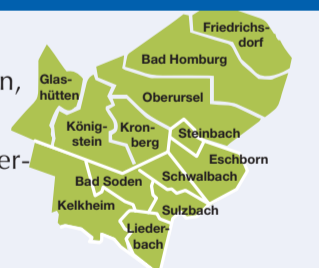 Friedrichs-
dorf
Bad Homburg
n,
Glas-
hütten
Oberursel
König-
stein
Kron-
berg
Steinbach
er-
Eschborn
Schwalbach
Bad Soden
Kelkheim
Sulzbach
Lieder-
bach